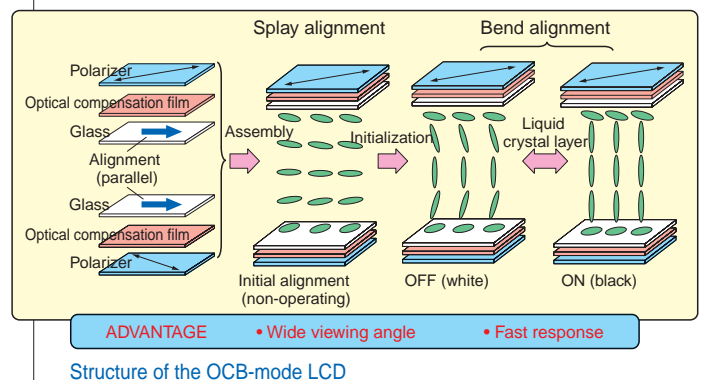 Splay alignment
Bend alignment
Polarizer
Optical compensation film
Glass
Alignment
(parallel)
Glass
Optical compensation film
Polarizer
Assembly
Initialization
Liquid
crystal layer
Initial alignment
(non-operating)
OFF (white)
ON (black)
ADVANTAGE • Wide viewing angle • Fast response
Structure of the OCB-mode LCD